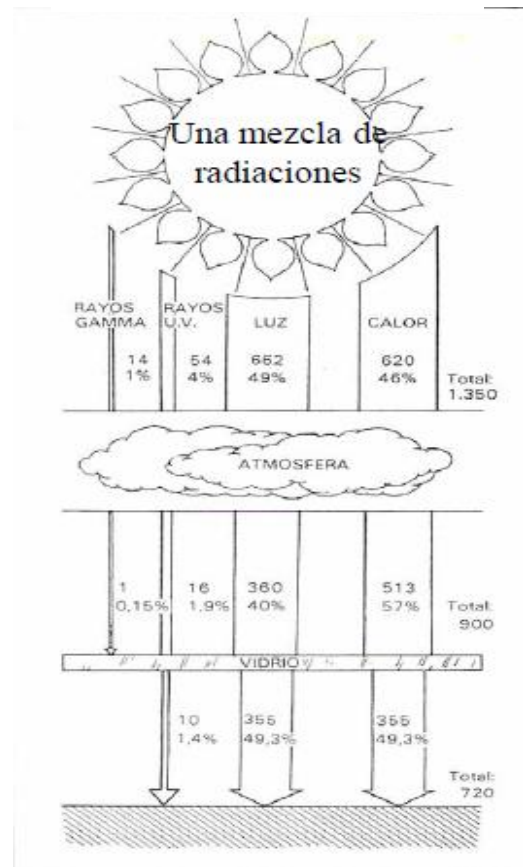 Una mezcla de
radiaciones
RAYOS GAMMA
14
1%
RAYOS U.V.
54
4%
LUZ
662
49%
CALOR
620
46%
Total:
1.350
ATMOSFERA
1
0,15%
16
1,9%
360
40%
513
57%
Total:
900
VIDRIO
10
1,4%
355
49,3%
355
49,3%
Total:
720